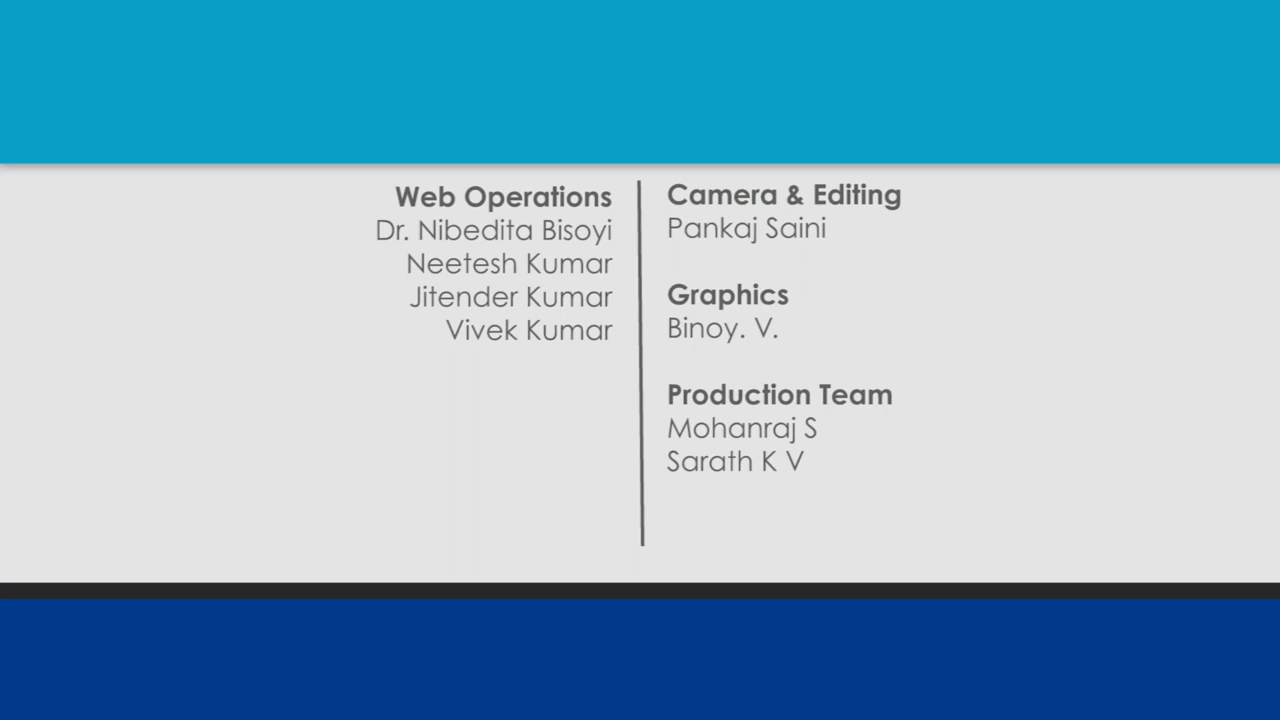 Web Operations
Dr. Nibedita Bisoyi
Neetesh Kumar
Jitender Kumar
Vivek Kumar
Camera & Editing
Pankaj Saini
Graphics
Binoy. V.
Production Team
Mohanraj S
Sarath K V